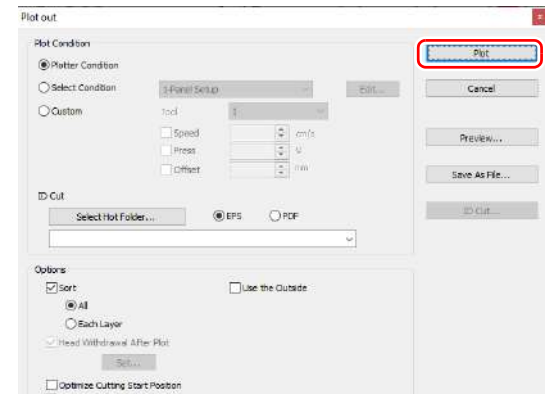 Plot out
Plot Condition
Plotter Condition
Select Condition
1-Panel Setup
Edit...
Custom
Tool
1
Speed
cm/s
Press
g
Offset
mm
ID Cut
Select Hot Folder...
EPS
PDF
Options
Sort
Use the Outside
All
Each Layer
Head Withdrawal After Plot
Set...
Optimize Cutting Start Position
Plot
Cancel
Preview...
Save As File...
ID Cut...